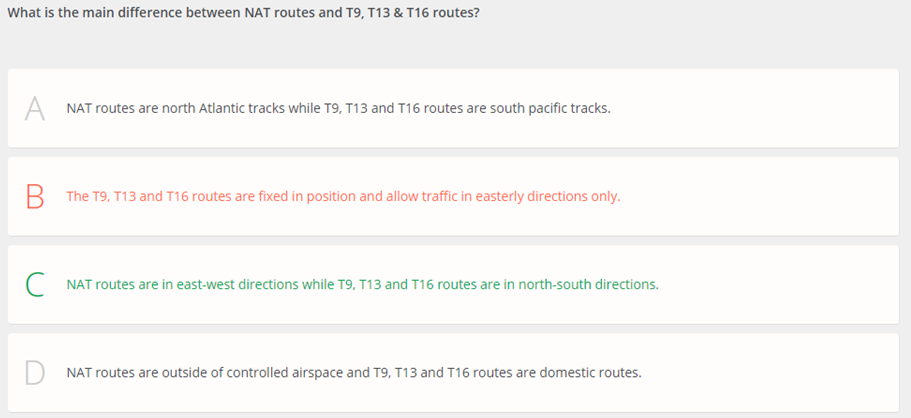 What is the main difference between NAT routes and T9, T13 & T16 routes?
A NAT routes are north Atlantic tracks while T9, T13 and T16 routes are south pacific tracks.
B The T9, T13 and T16 routes are fixed in position and allow traffic in easterly directions only.
C NAT routes are in east-west directions while T9, T13 and T16 routes are in north-south directions.
D NAT routes are outside of controlled airspace and T9, T13 and T16 routes are domestic routes.